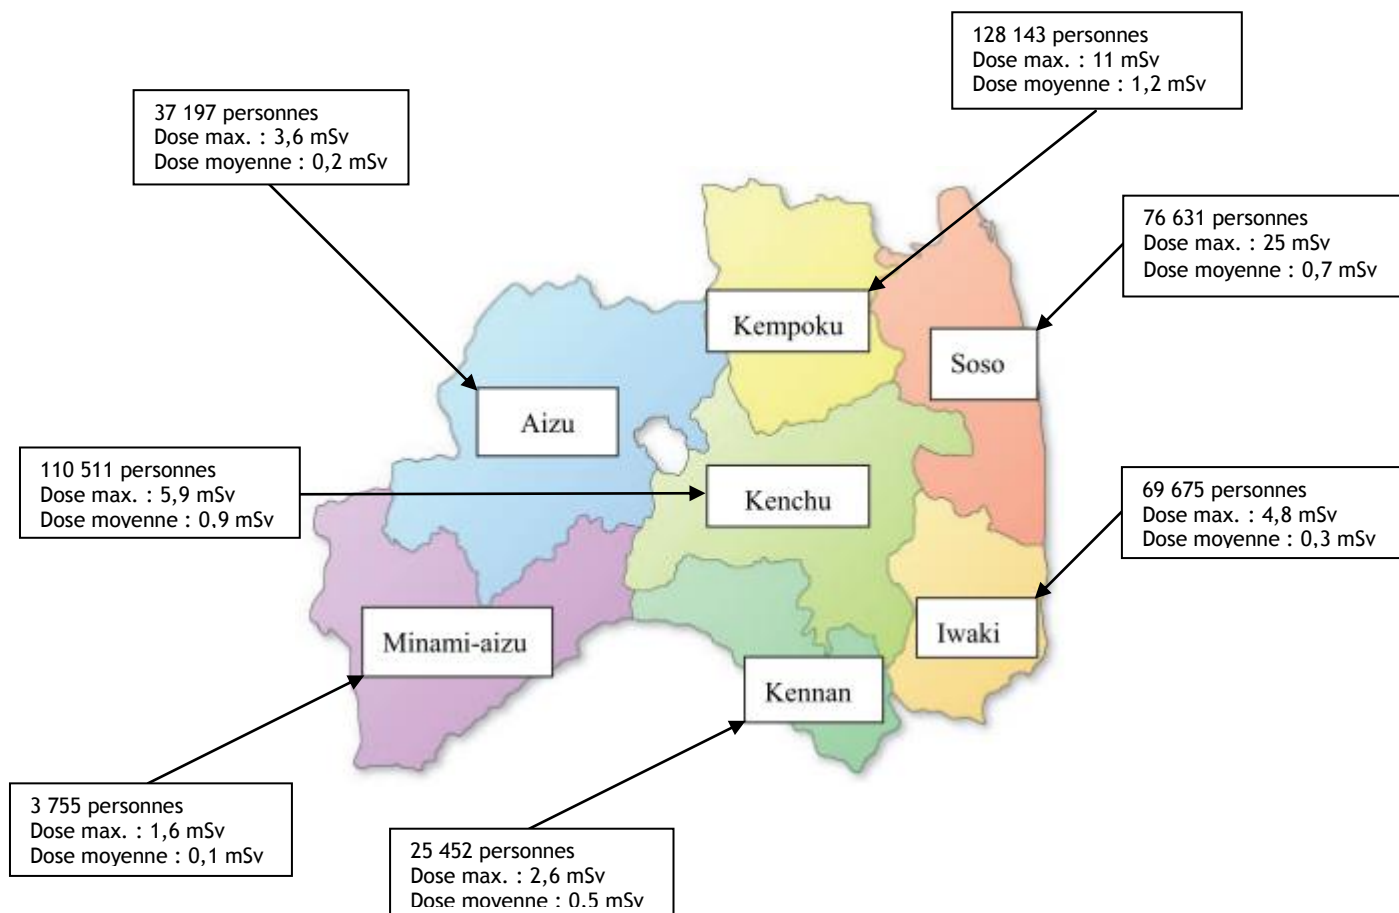 128 143 personnes
Dose max. : 11 mSv
Dose moyenne : 1,2 mSv
37 197 personnes
Dose max. : 3,6 mSv
Dose moyenne : 0,2 mSv
76 631 personnes
Dose max. : 25 mSv
Dose moyenne : 0,7 mSv
Kempoku
Soso
Aizu
110 511 personnes
Dose max. : 5,9 mSv
Dose moyenne : 0,9 mSv
Kenchu
69 675 personnes
Dose max. : 4,8 mSv
Dose moyenne : 0,3 mSv
Minami-aizu
Iwaki
Kennan
3 755 personnes
Dose max. : 1,6 mSv
Dose moyenne : 0,1 mSv
25 452 personnes
Dose max. : 2,6 mSv
Dose moyenne : 0,5 mSv